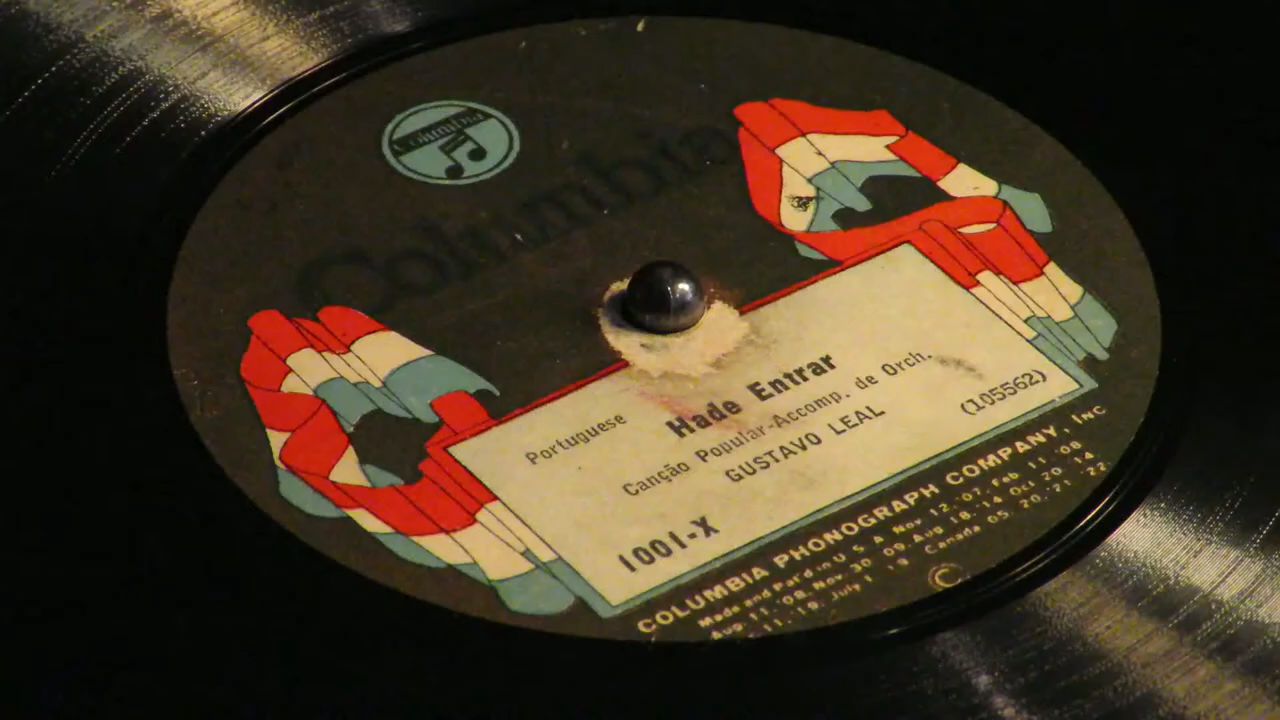 Columbia
Columbia
Portuguese
Hade Entrar
Canção Popular-Accomp. de Orch.
GUSTAVO LEAL
1001-X
(105562)
COLUMBIA PHONOGRAPH COMPANY, INC
Made and Pat'd in U S A Nov. 12, '07, Feb 11 '08
Aug. 11, '08, Nov. 30 '09, Aug 18, '14 Oct 20 '14
11, '19, July 1 '19 Canada 05, 20, 21 '22
C